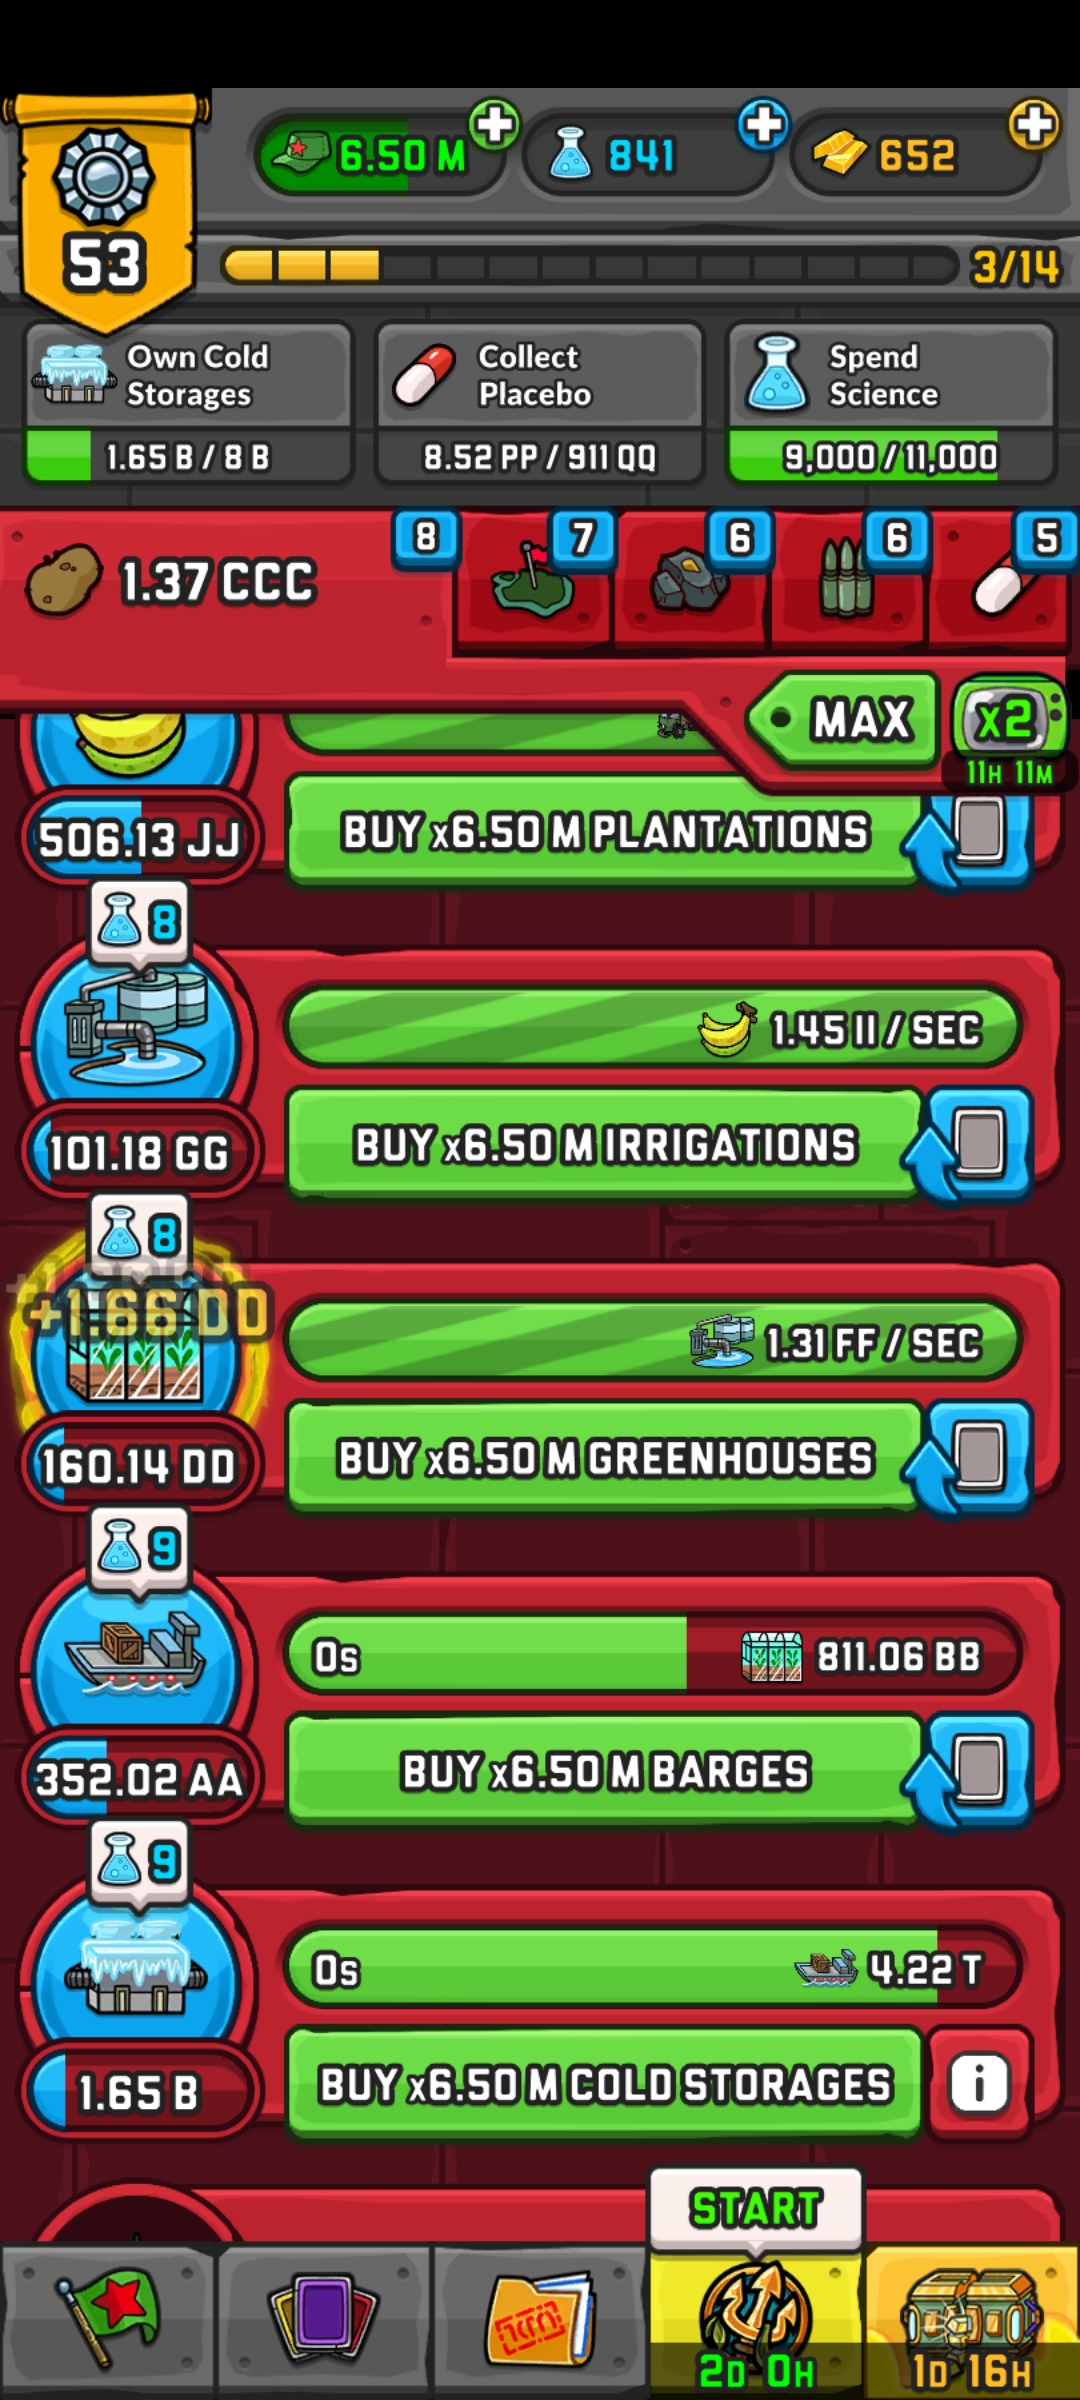 6.50 M
841
652
53
3/14
Own Cold
Storages
1.65 B / 8 B
Collect
Placebo
8.52 PP / 911 QQ
Spend
Science
9,000 / 11,000
1.37 CCC
8
7
6
6
5
MAX
x2
11H 11M
506.13 JJ
BUY x6.50 M PLANTATIONS
8
1.45 II / SEC
101.18 GG
BUY x6.50 M IRRIGATIONS
8
+1.66 DD
1.31 FF / SEC
160.14 DD
BUY x6.50 M GREENHOUSES
9
0s
811.06 BB
352.02 AA
BUY x6.50 M BARGES
9
0s
4.22 T
1.65 B
BUY x6.50 M COLD STORAGES
i
START
2D 0H
1D 16H